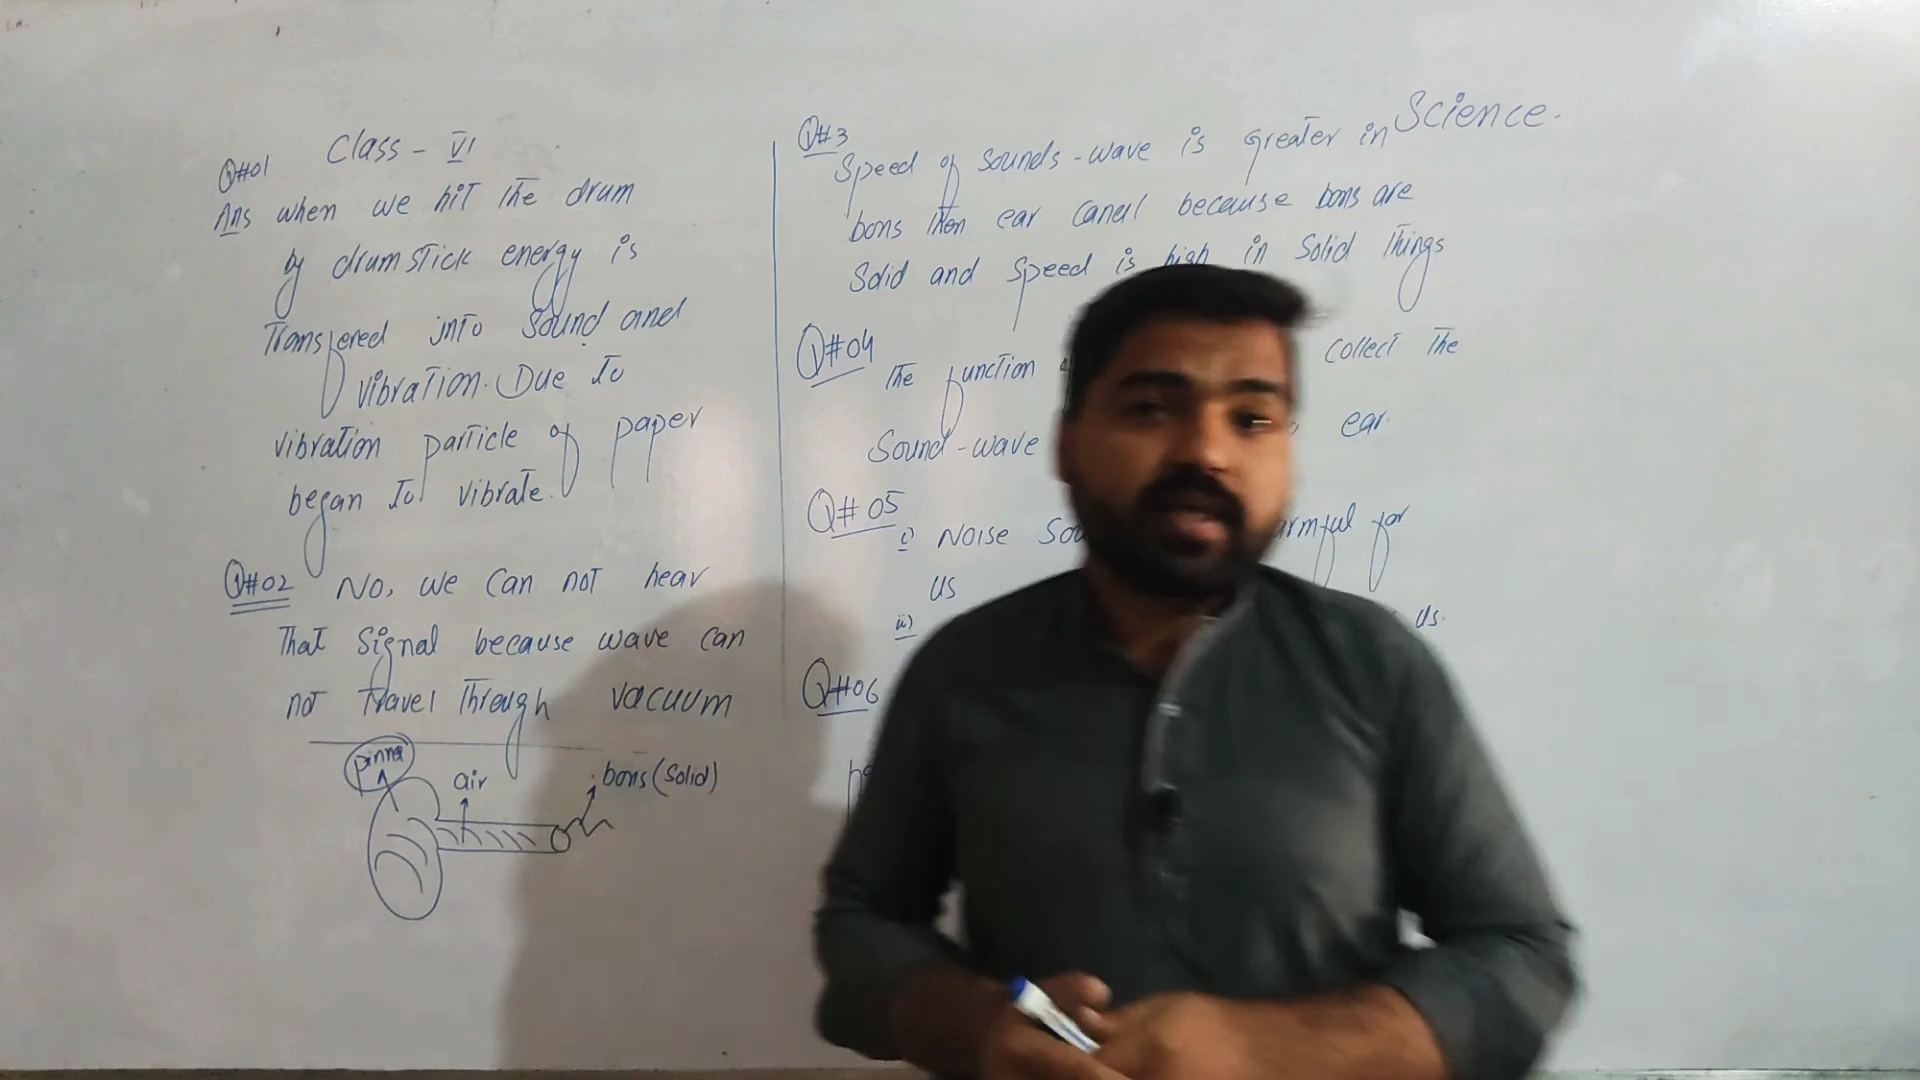 Class - VI
Q#01
Ans when we hit the drum
by drum stick energy is
Transfered into Sound and
vibration. Due to
vibration particle of paper
began to vibrate.
Q#02 No, we can not hear
That signal because wave can
not travel Through vacuum
pinna
air
bons (Solid)
Science.
Q#3
Speed of sounds-wave is greater in
bons then ear canal because bons are
Solid and speed is high in Solid Things
Q#04
The function collect The
Sound-wave ear.
Q#05
i) Noise for
us
ii) us.
Q#06